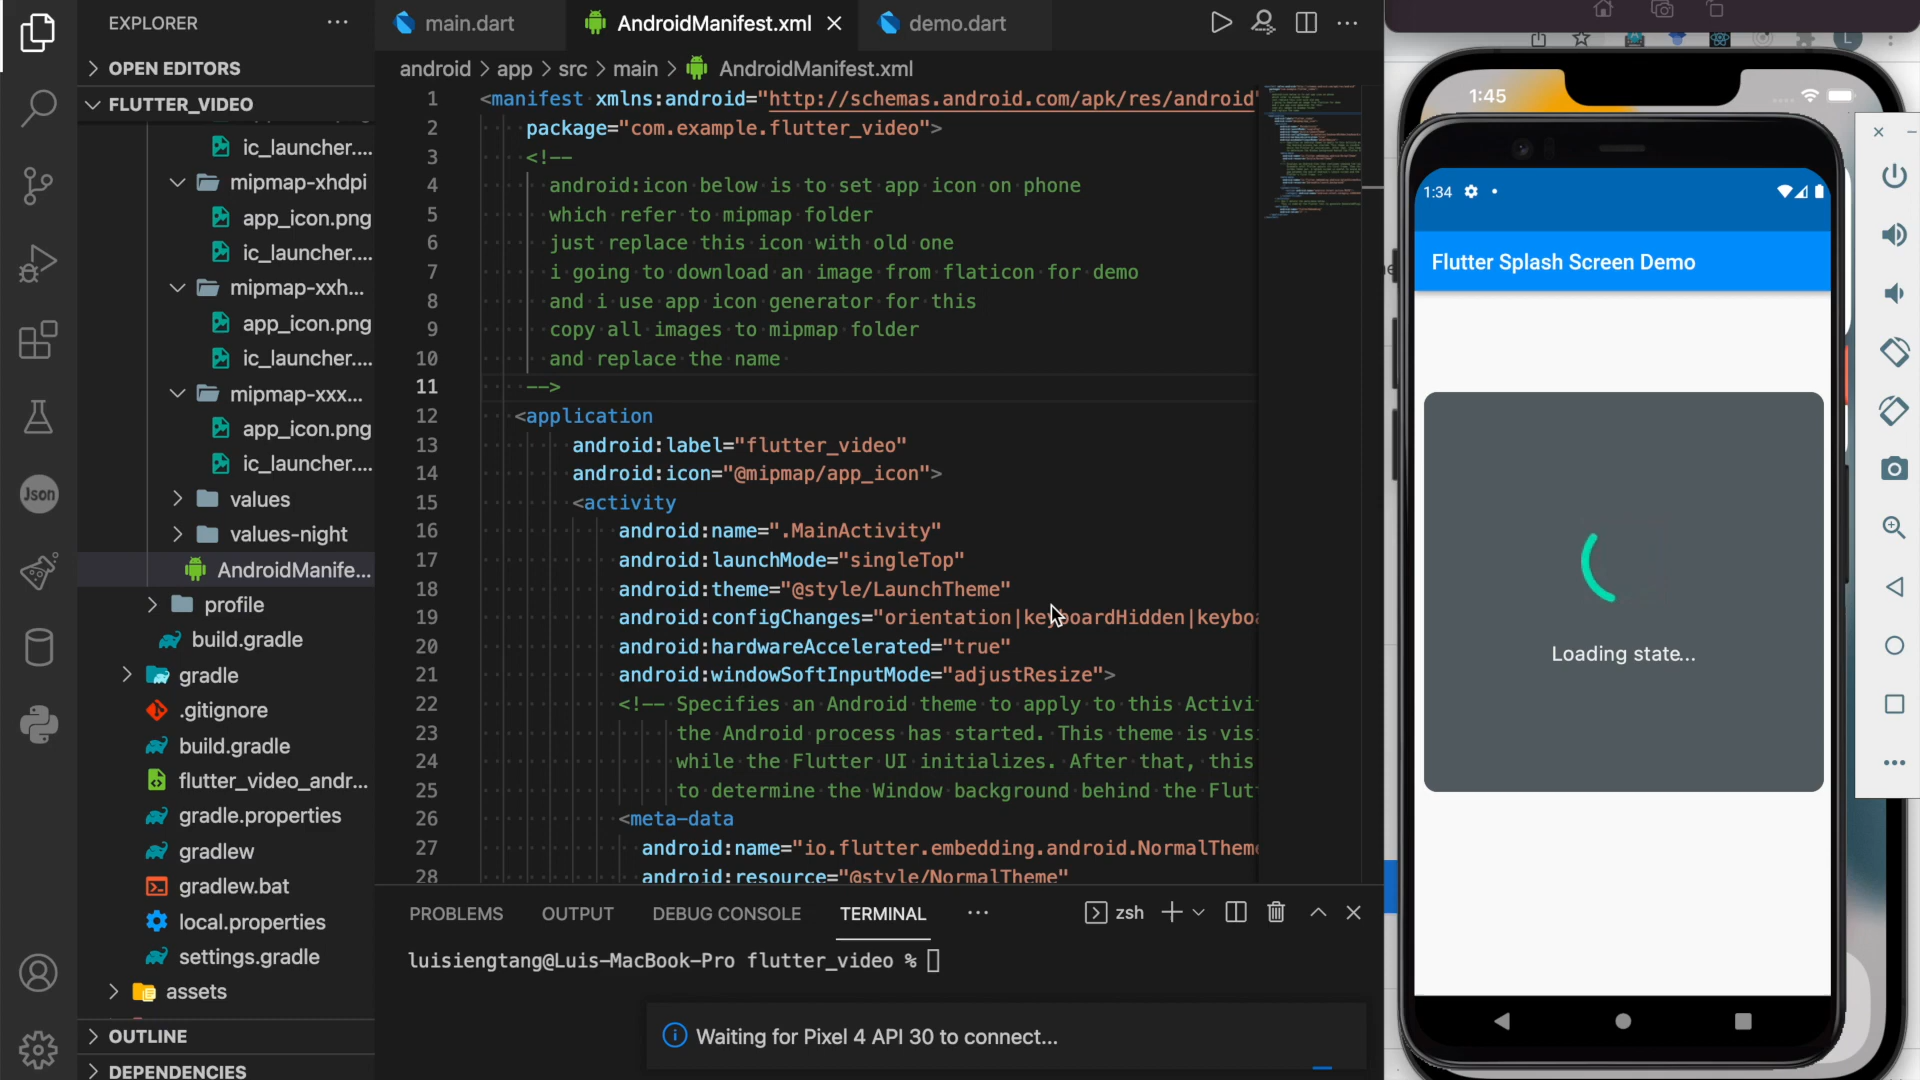 EXPLORER
OPEN EDITORS
FLUTTER_VIDEO
ic_launcher....
mipmap-xhdpi
app_icon.png
ic_launcher....
mipmap-xxh...
app_icon.png
ic_launcher....
mipmap-xxx...
app_icon.png
ic_launcher....
values
values-night
AndroidManife...
profile
build.gradle
gradle
.gitignore
build.gradle
flutter_video_andr...
gradle.properties
gradlew
gradlew.bat
local.properties
settings.gradle
assets
OUTLINE
DEPENDENCIES
Json
main.dart
AndroidManifest.xml
demo.dart
android > app > src > main > AndroidManifest.xml
1 <manifest xmlns:android="http://schemas.android.com/apk/res/android"
2 package="com.example.flutter_video">
3 <!--
4 android:icon below is to set app icon on phone
5 which refer to mipmap folder
6 just replace this icon with old one
7 i going to download an image from flaticon for demo
8 and i use app icon generator for this
9 copy all images to mipmap folder
10 and replace the name
11 -->
12 <application
13 android:label="flutter_video"
14 android:icon="@mipmap/app_icon">
15 <activity
16 android:name=".MainActivity"
17 android:launchMode="singleTop"
18 android:theme="@style/LaunchTheme"
19 android:configChanges="orientation|keyboardHidden|keyboa
20 android:hardwareAccelerated="true"
21 android:windowSoftInputMode="adjustResize">
22 <!-- Specifies an Android theme to apply to this Activi
23 the Android process has started. This theme is vis
24 while the Flutter UI initializes. After that, this
25 to determine the Window background behind the Flut
26 <meta-data
27 android:name="io.flutter.embedding.android.NormalTheme
28 android:resource="@style/NormalTheme"
PROBLEMS
OUTPUT
DEBUG CONSOLE
TERMINAL
zsh
luisiengtang@Luis-MacBook-Pro flutter_video %
Waiting for Pixel 4 API 30 to connect...
L
1:45
1:34
Flutter Splash Screen Demo
Loading state...